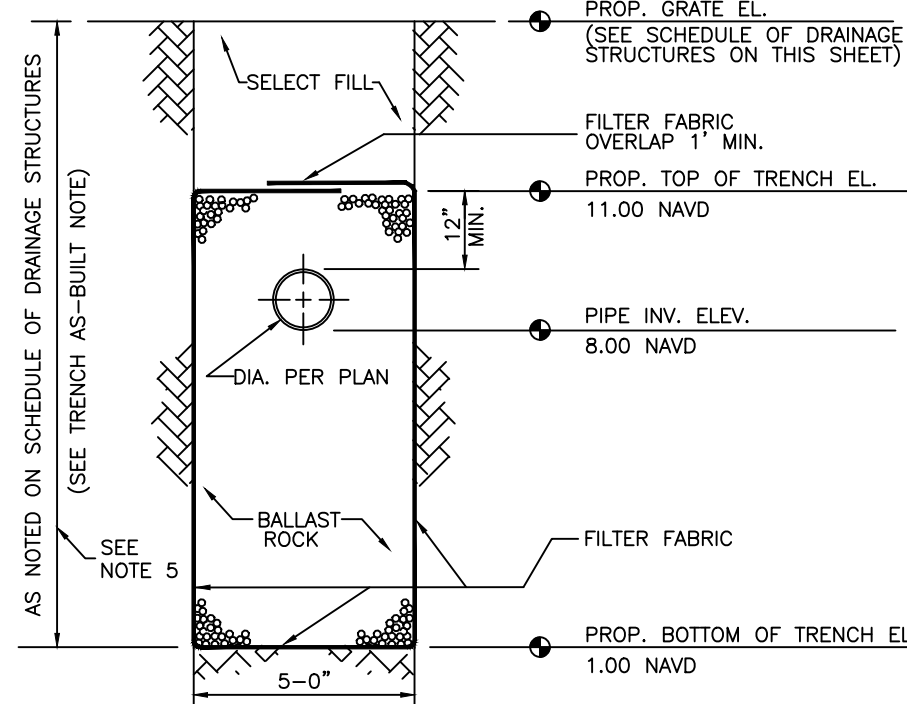 PROP. GRATE EL.
(SEE SCHEDULE OF DRAINAGE
STRUCTURES ON THIS SHEET)
SELECT FILL
FILTER FABRIC
OVERLAP 1' MIN.
PROP. TOP OF TRENCH EL.
11.00 NAVD
12"
MIN.
PIPE INV. ELEV.
8.00 NAVD
DIA. PER PLAN
AS NOTED ON SCHEDULE OF DRAINAGE STRUCTURES
(SEE TRENCH AS-BUILT NOTE)
SEE
NOTE 5
BALLAST
ROCK
FILTER FABRIC
PROP. BOTTOM OF TRENCH EL
1.00 NAVD
5-0"